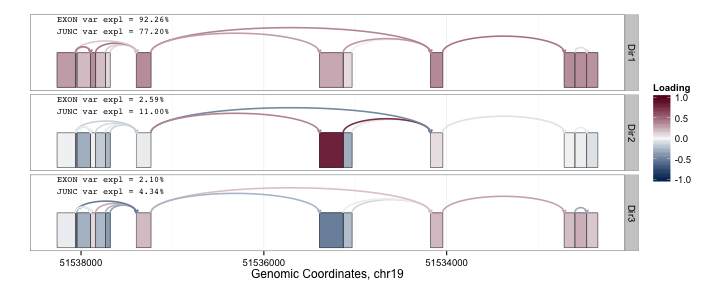 EXON var expl = 92.26%
JUNC var expl = 77.20%
Dir1
EXON var expl = 2.59%
JUNC var expl = 11.00%
Dir2
EXON var expl = 2.10%
JUNC var expl = 4.34%
Dir3
Loading
1.0
0.5
0.0
-0.5
-1.0
51538000
51536000
51534000
Genomic Coordinates, chr19